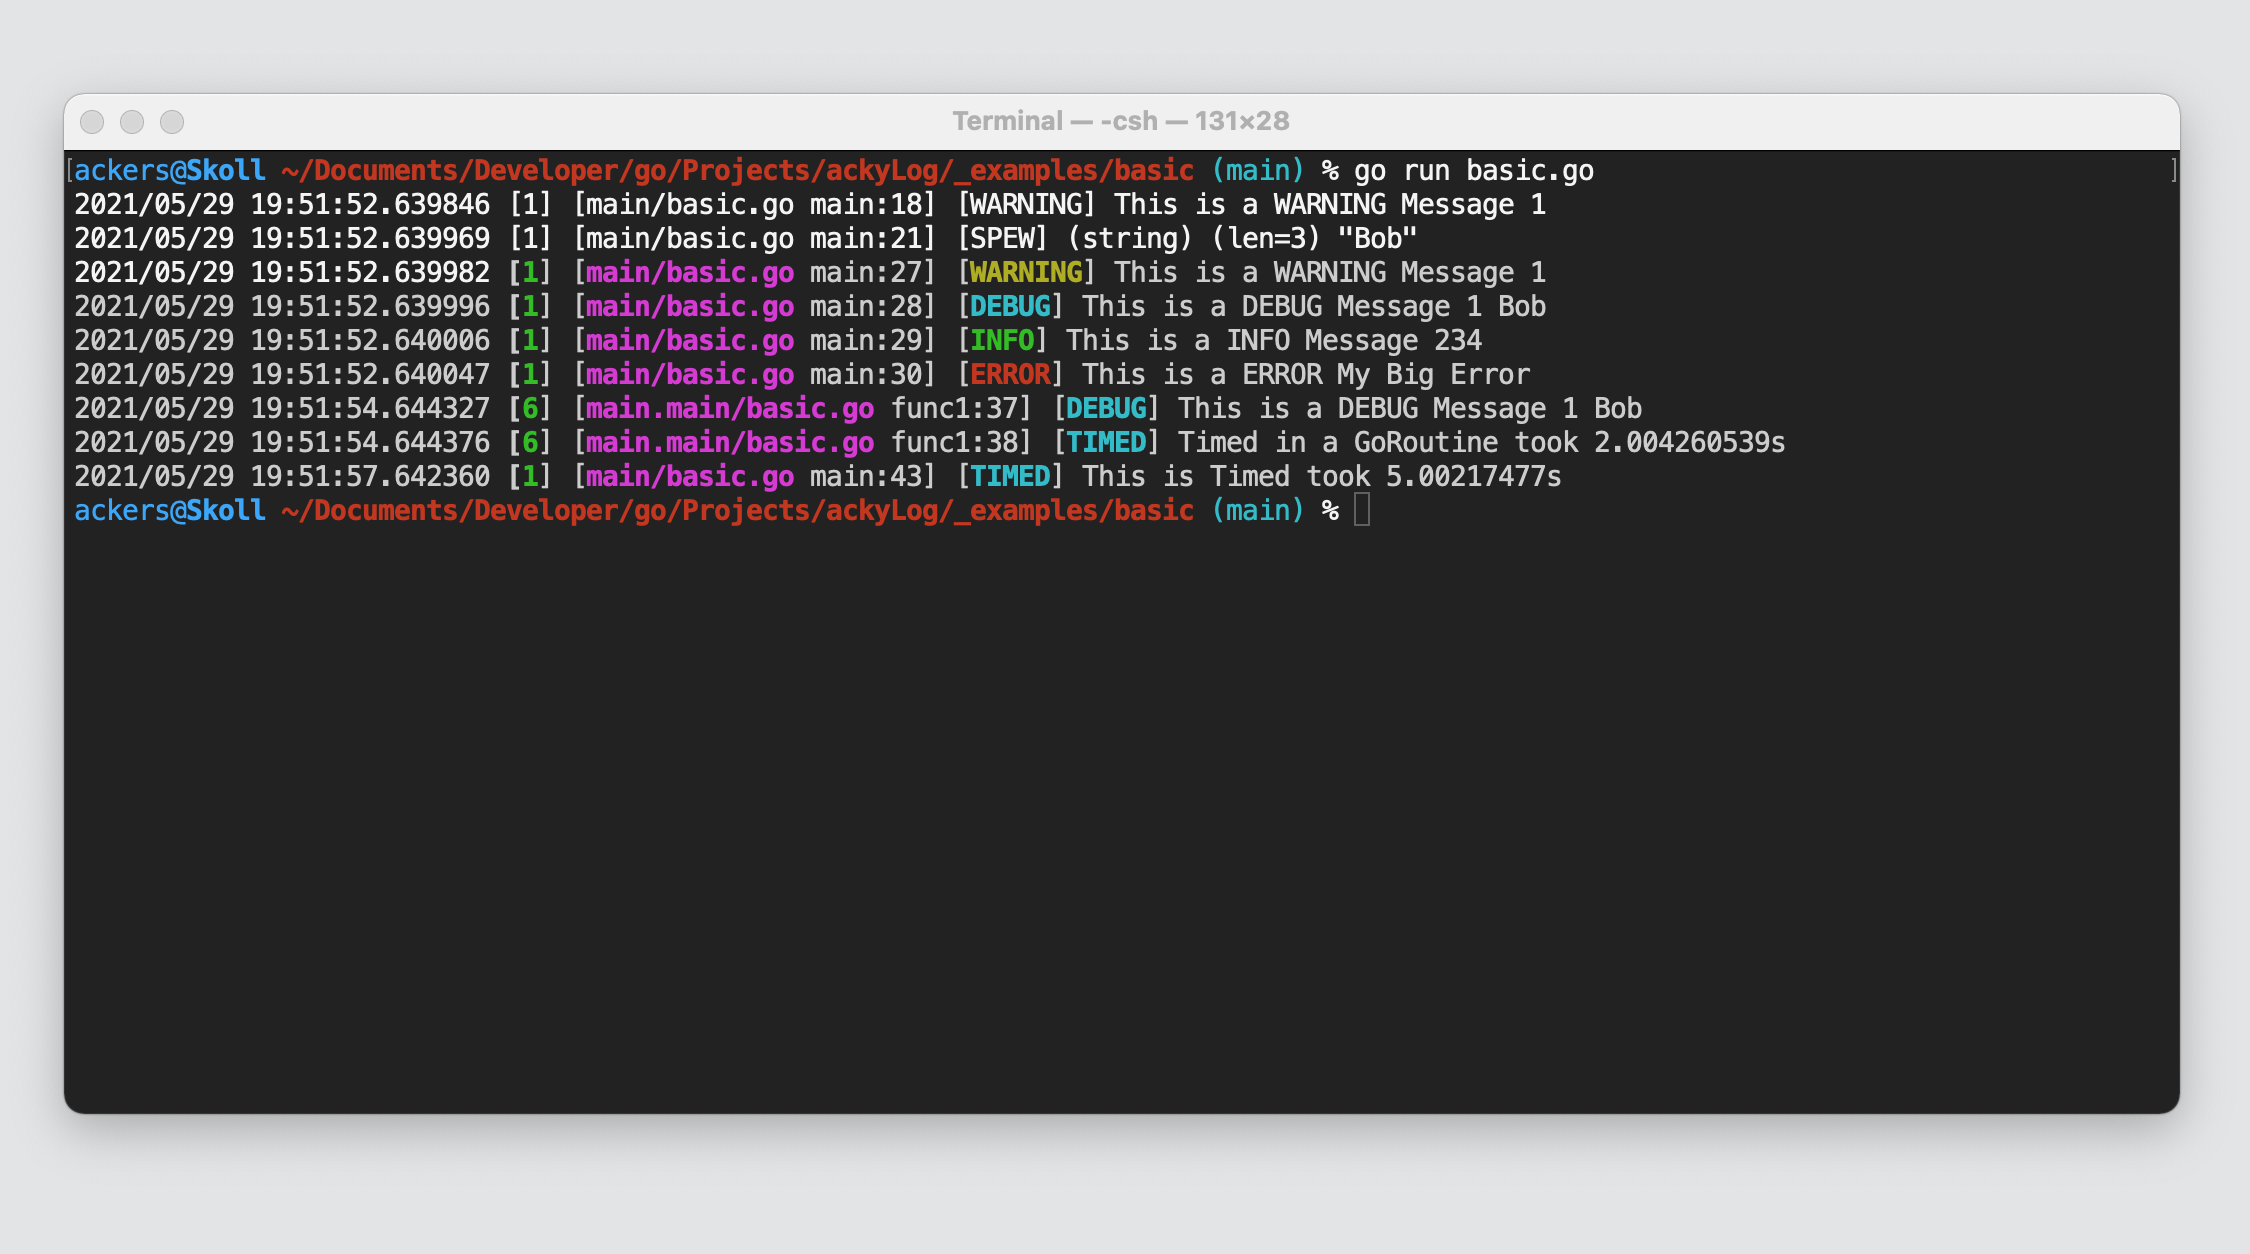 Terminal — -csh — 131×28
[ackers@Skoll ~/Documents/Developer/go/Projects/ackyLog/_examples/basic (main) % go run basic.go ]
2021/05/29 19:51:52.639846 [1] [main/basic.go main:18] [WARNING] This is a WARNING Message 1
2021/05/29 19:51:52.639969 [1] [main/basic.go main:21] [SPEW] (string) (len=3) "Bob"
2021/05/29 19:51:52.639982 [1] [main/basic.go main:27] [WARNING] This is a WARNING Message 1
2021/05/29 19:51:52.639996 [1] [main/basic.go main:28] [DEBUG] This is a DEBUG Message 1 Bob
2021/05/29 19:51:52.640006 [1] [main/basic.go main:29] [INFO] This is a INFO Message 234
2021/05/29 19:51:52.640047 [1] [main/basic.go main:30] [ERROR] This is a ERROR My Big Error
2021/05/29 19:51:54.644327 [6] [main.main/basic.go func1:37] [DEBUG] This is a DEBUG Message 1 Bob
2021/05/29 19:51:54.644376 [6] [main.main/basic.go func1:38] [TIMED] Timed in a GoRoutine took 2.004260539s
2021/05/29 19:51:57.642360 [1] [main/basic.go main:43] [TIMED] This is Timed took 5.00217477s
ackers@Skoll ~/Documents/Developer/go/Projects/ackyLog/_examples/basic (main) %